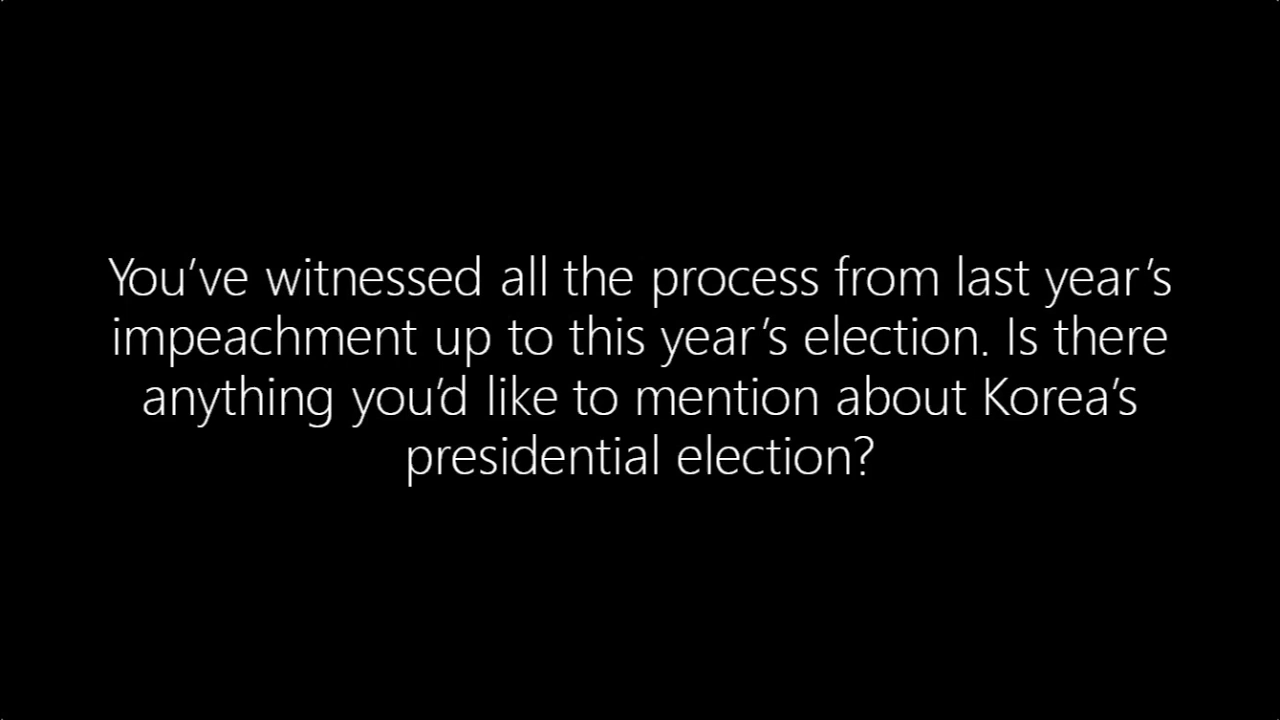 You’ve witnessed all the process from last year’s
impeachment up to this year’s election. Is there
anything you’d like to mention about Korea’s
presidential election?